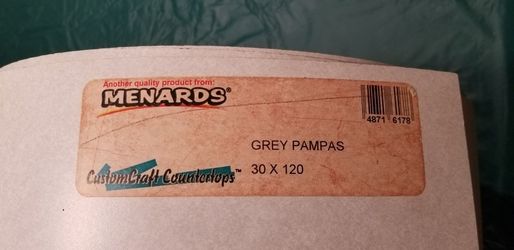 Another quality product from:
MENARDS®
4871 6178
GREY PAMPAS
CustomCraft Countertops™ 30 X 120